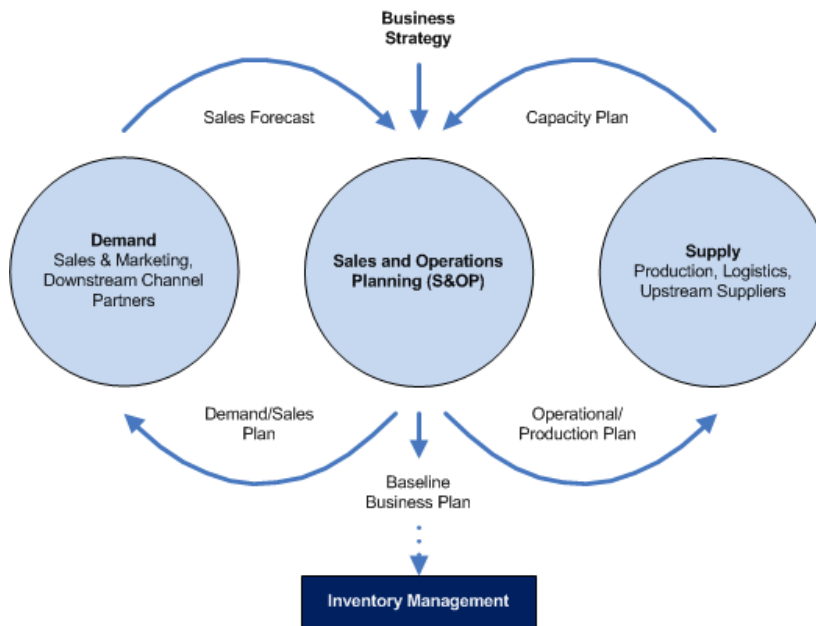 Business
Strategy
Sales Forecast
Capacity Plan
Demand
Sales & Marketing,
Downstream Channel
Partners
Sales and Operations
Planning (S&OP)
Supply
Production, Logistics,
Upstream Suppliers
Demand/Sales
Plan
Operational/
Production Plan
Baseline
Business Plan
Inventory Management